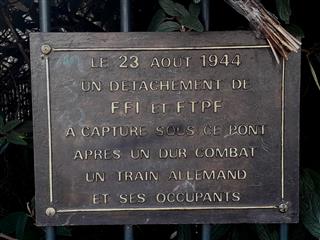 LE 23 AOUT 1944
UN DETACHEMENT DE
FFI ET FTPF
A CAPTURE SOUS CE PONT
APRES UN DUR COMBAT
UN TRAIN ALLEMAND
ET SES OCCUPANTS